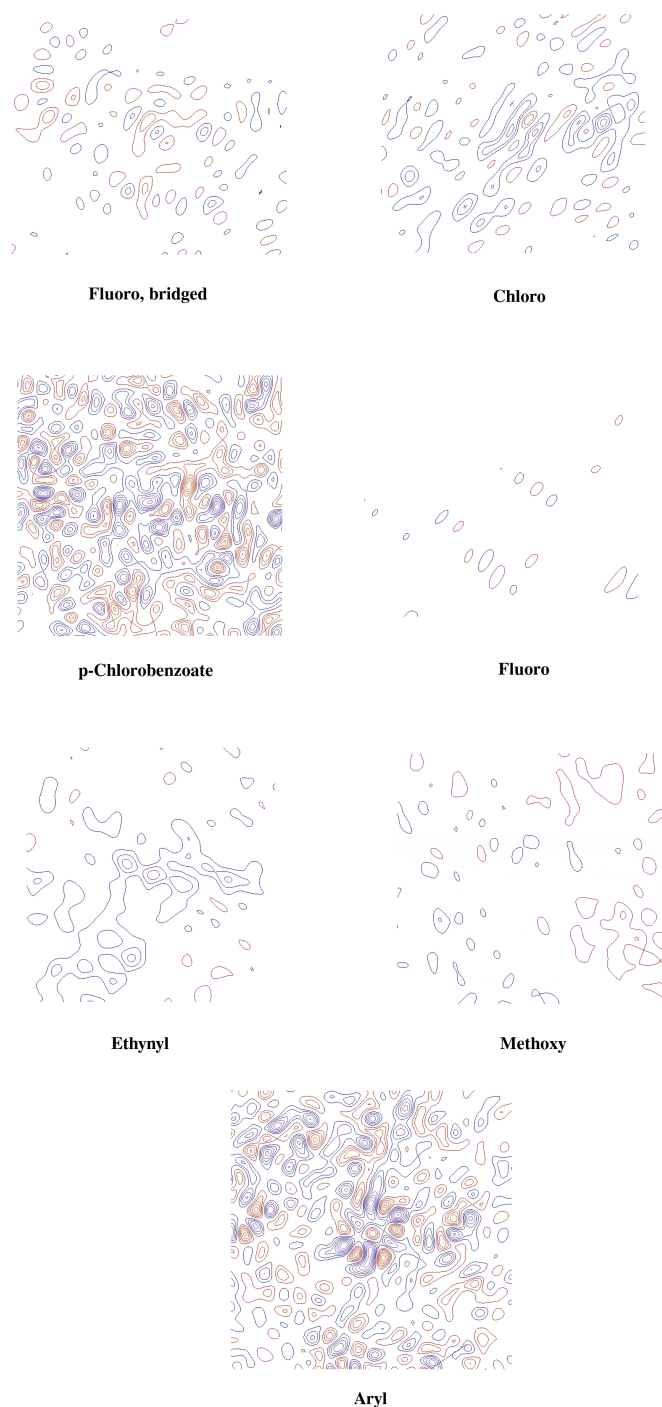 Fluoro, bridged
Chloro
p-Chlorobenzoate
Fluoro
Ethynyl
Methoxy
Aryl